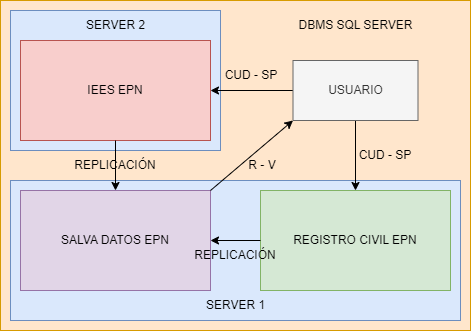 SERVER 2
DBMS SQL SERVER
IEES EPN
CUD - SP
USUARIO
REPLICACIÓN
R - V
CUD - SP
SALVA DATOS EPN
REPLICACIÓN
REGISTRO CIVIL EPN
SERVER 1